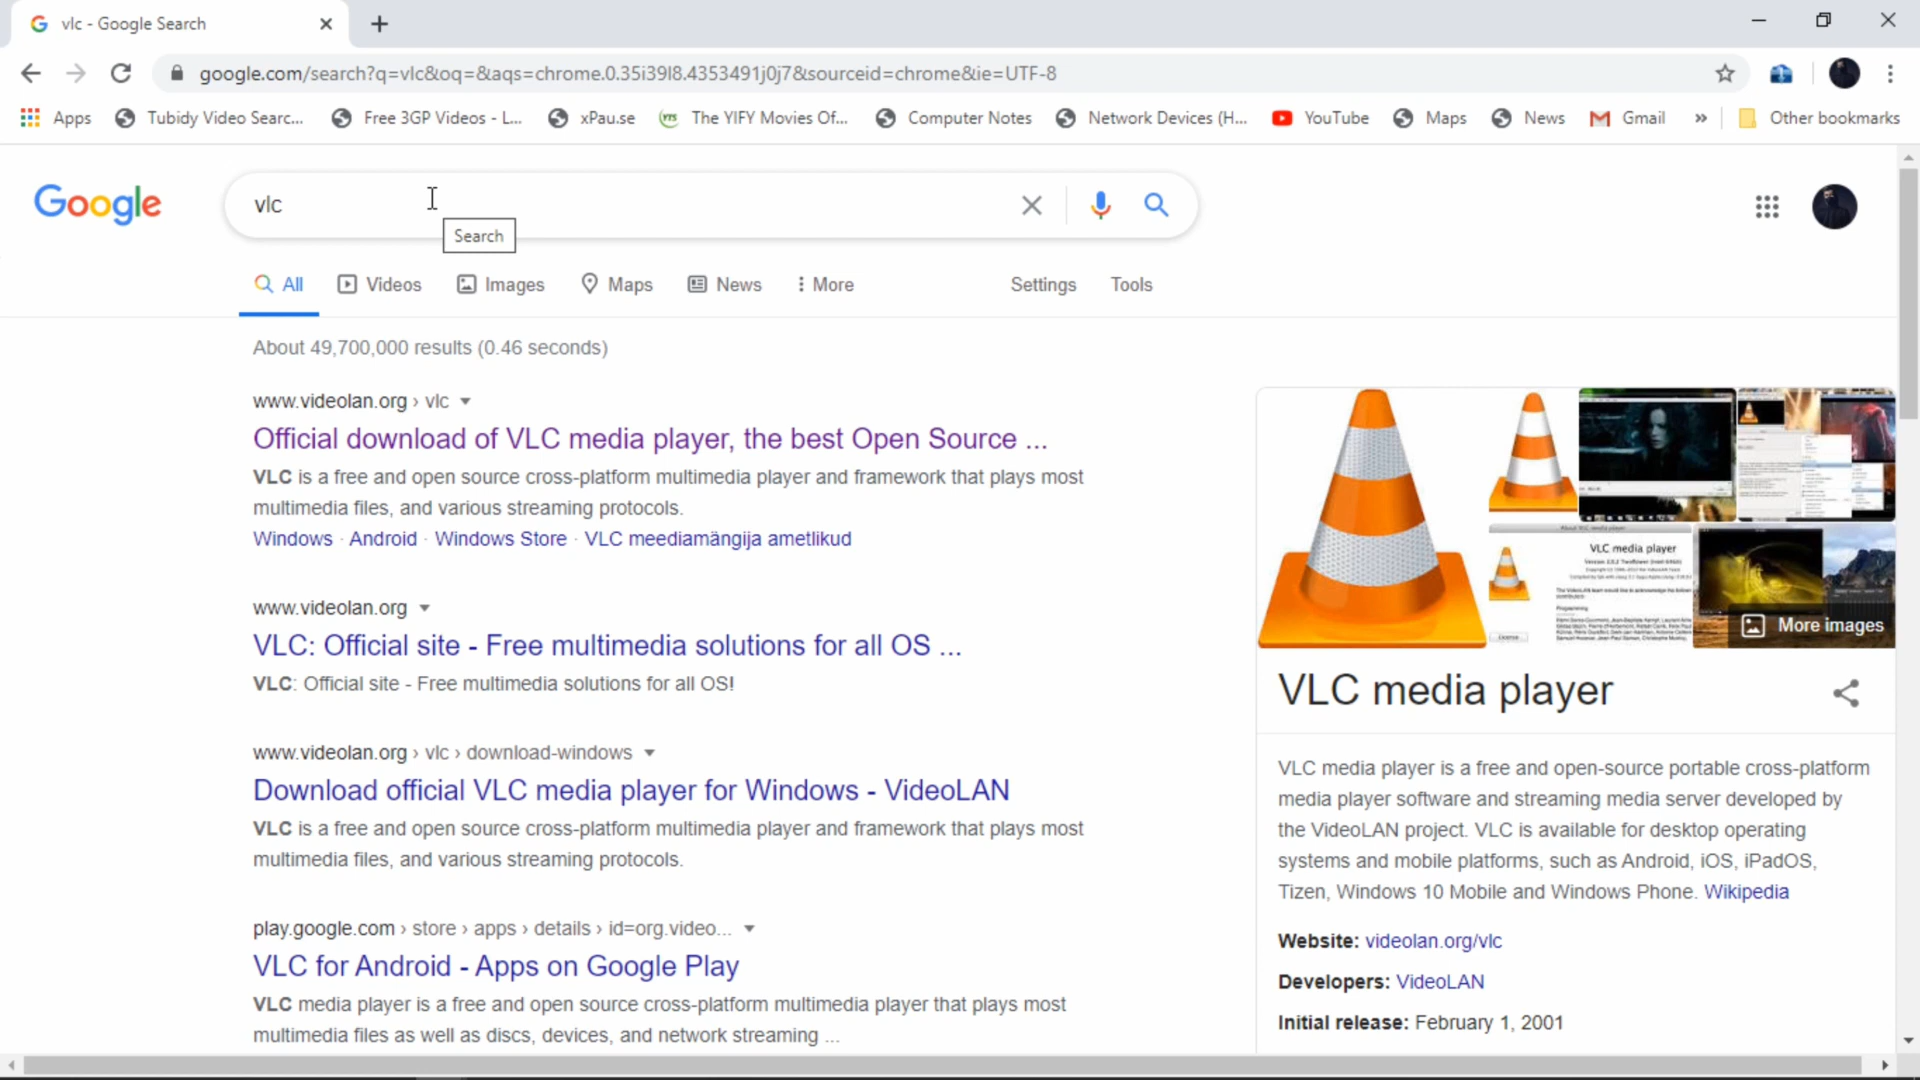 vlc - Google Search
google.com/search?q=vlc&oq=&aqs=chrome.0.35i39l8.4353491j0j7&sourceid=chrome&ie=UTF-8
Apps Tubidy Video Searc... Free 3GP Videos - L... xPau.se The YIFY Movies Of... Computer Notes Network Devices (H... YouTube Maps News Gmail » Other bookmarks
Google
vlc
Search
All Videos Images Maps News More Settings Tools
About 49,700,000 results (0.46 seconds)
www.videolan.org › vlc
Official download of VLC media player, the best Open Source ...
VLC is a free and open source cross-platform multimedia player and framework that plays most
multimedia files, and various streaming protocols.
Windows · Android · Windows Store · VLC meediamängija ametlikud
www.videolan.org
VLC: Official site - Free multimedia solutions for all OS ...
VLC: Official site - Free multimedia solutions for all OS!
www.videolan.org › vlc › download-windows
Download official VLC media player for Windows - VideoLAN
VLC is a free and open source cross-platform multimedia player and framework that plays most
multimedia files, and various streaming protocols.
play.google.com › store › apps › details › id=org.video...
VLC for Android - Apps on Google Play
VLC media player is a free and open source cross-platform multimedia player that plays most
multimedia files as well as discs, devices, and network streaming ...
VLC media player
More images
VLC media player
VLC media player is a free and open-source portable cross-platform
media player software and streaming media server developed by
the VideoLAN project. VLC is available for desktop operating
systems and mobile platforms, such as Android, iOS, iPadOS,
Tizen, Windows 10 Mobile and Windows Phone. Wikipedia
Website: videolan.org/vlc
Developers: VideoLAN
Initial release: February 1, 2001